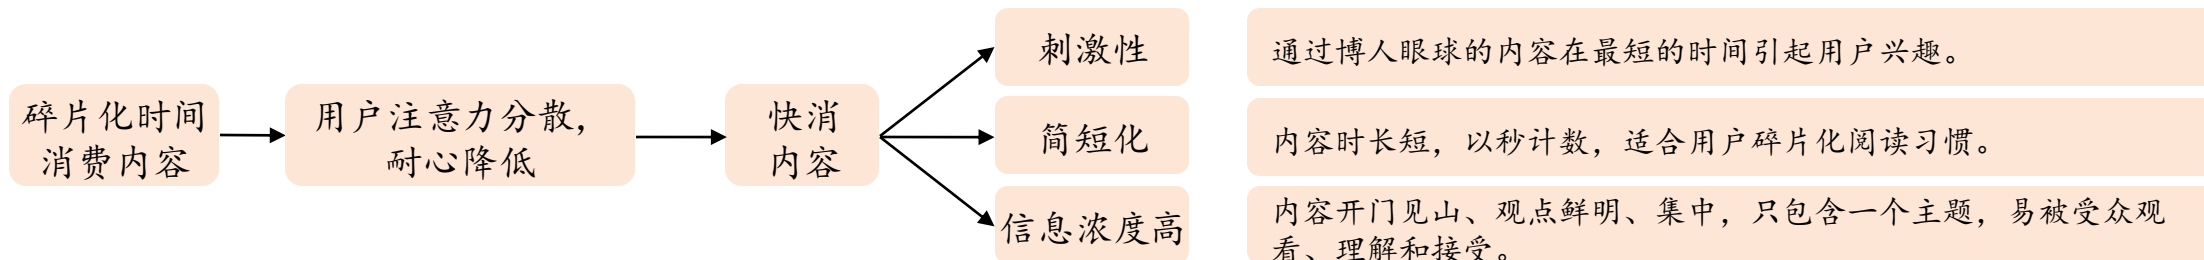 碎片化时间
消费内容
用户注意力分散，
耐心降低
快消
内容
刺激性
通过博人眼球的内容在最短的时间引起用户兴趣。
简短化
内容时长短，以秒计数，适合用户碎片化阅读习惯。
信息浓度高
内容开门见山、观点鲜明、集中，只包含一个主题，易被受众观
看、理解和接受。